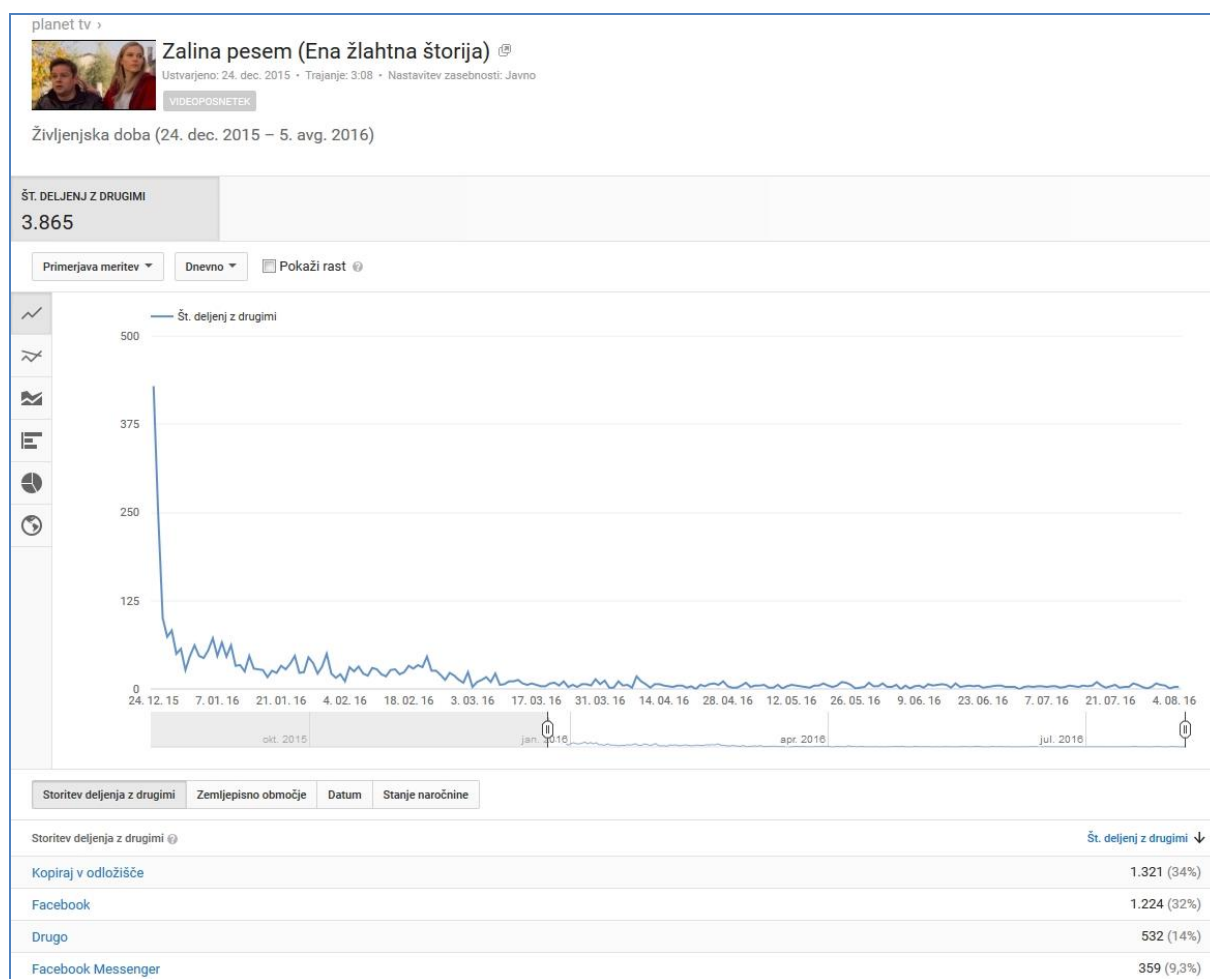 planet tv ›
Zalina pesem (Ena žlahtna štorija)
Ustvarjeno: 24. dec. 2015 • Trajanje: 3:08 • Nastavitev zasebnosti: Javno
VIDEOPOSNETEK
Življenjska doba (24. dec. 2015 – 5. avg. 2016)
ŠT. DELJENJ Z DRUGIMI
3.865
Primerjava meritev Dnevno Pokaži rast
Št. deljenj z drugimi
500
375
250
125
0
24. 12. 15 7. 01. 16 21. 01. 16 4. 02. 16 18. 02. 16 3. 03. 16 17. 03. 16 31. 03. 16 14. 04. 16 28. 04. 16 12. 05. 16 26. 05. 16 9. 06. 16 23. 06. 16 7. 07. 16 21. 07. 16 4. 08. 16
okt. 2015 jan. 2016 apr. 2016 jul. 2016
Storitev deljenja z drugimi Zemljepisno območje Datum Stanje naročnine
Storitev deljenja z drugimi Št. deljenj z drugimi
Kopiraj v odložišče 1.321 (34%)
Facebook 1.224 (32%)
Drugo 532 (14%)
Facebook Messenger 359 (9,3%)